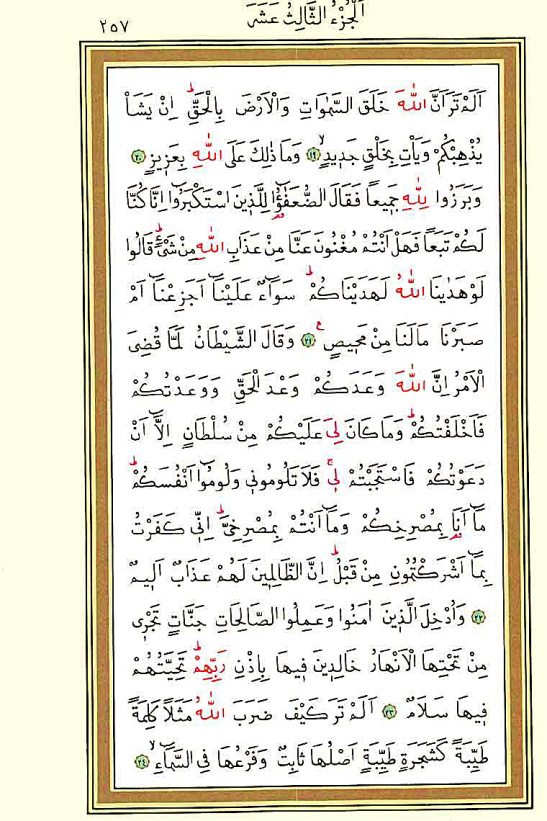 اَلْجُزْءُ الثَّالِثُ عَشَرَ
٢٥٧
اَلَمْ تَرَ اَنَّ اللّٰهَ خَلَقَ السَّمٰوَاتِ وَالْاَرْضَ بِالْحَقِّۜ اِنْ يَشَأْ
يُذْهِبْكُمْ وَيَأْتِ بِخَلْقٍ جَد۪يدٍۙ ﴿١٩﴾ وَمَا ذٰلِكَ عَلَى اللّٰهِ بِعَز۪يزٍ ﴿٢٠﴾
وَبَرَزُوا لِلّٰهِ جَم۪يعاً فَقَالَ الضُّعَفٰٓؤُ۬ا لِلَّذ۪ينَ اسْتَكْبَرُٓوا اِنَّا كُنَّا
لَكُمْ تَبَعاً فَهَلْ اَنْتُمْ مُغْنُونَ عَنَّا مِنْ عَذَابِ اللّٰهِ مِنْ شَيْءٍۜ قَالُوا
لَوْ هَدٰينَا اللّٰهُ لَهَدَيْنَاكُمْۜ سَوَٓاءٌ عَلَيْنَٓا اَجَزِعْنَٓا اَمْ
صَبَرْنَا مَا لَنَا مِنْ مَح۪يصٍ۟ ﴿٢١﴾ وَقَالَ الشَّيْطَانُ لَمَّا قُضِيَ
الْاَمْرُ اِنَّ اللّٰهَ وَعَدَكُمْ وَعْدَ الْحَقِّ وَوَعَدْتُكُمْ
فَاَخْلَفْتُكُمْۜ وَمَا كَانَ لِيَ عَلَيْكُمْ مِنْ سُلْطَانٍ اِلَّٓا اَنْ
دَعَوْتُكُمْ فَاسْتَجَبْتُمْ ل۪يۚ فَلَا تَلُومُون۪ي وَلُومُٓوا اَنْفُسَكُمْۜ
مَٓا اَنَا۬ بِمُصْرِخِكُمْ وَمَٓا اَنْتُمْ بِمُصْرِخِيَّۜ اِنّ۪ي كَفَرْتُ
بِمَٓا اَشْرَكْتُمُونِ مِنْ قَبْلُۜ اِنَّ الظَّالِم۪ينَ لَهُمْ عَذَابٌ اَل۪يمٌ
﴿٢٢﴾ وَاُدْخِلَ الَّذ۪ينَ اٰمَنُوا وَعَمِلُوا الصَّالِحَاتِ جَنَّاتٍ تَجْر۪ي
مِنْ تَحْتِهَا الْاَنْهَارُ خَالِد۪ينَ ف۪يهَا بِاِذْنِ رَبِّهِمْۜ تَحِيَّتُهُمْ
ف۪يهَا سَلَامٌ ﴿٢٣﴾ اَلَمْ تَرَ كَيْفَ ضَرَبَ اللّٰهُ مَثَلاً كَلِمَةً
طَيِّبَةً كَشَجَرَةٍ طَيِّبَةٍ اَصْلُهَا ثَابِتٌ وَفَرْعُهَا فِي السَّمَٓاءِۙ ﴿٢٤﴾